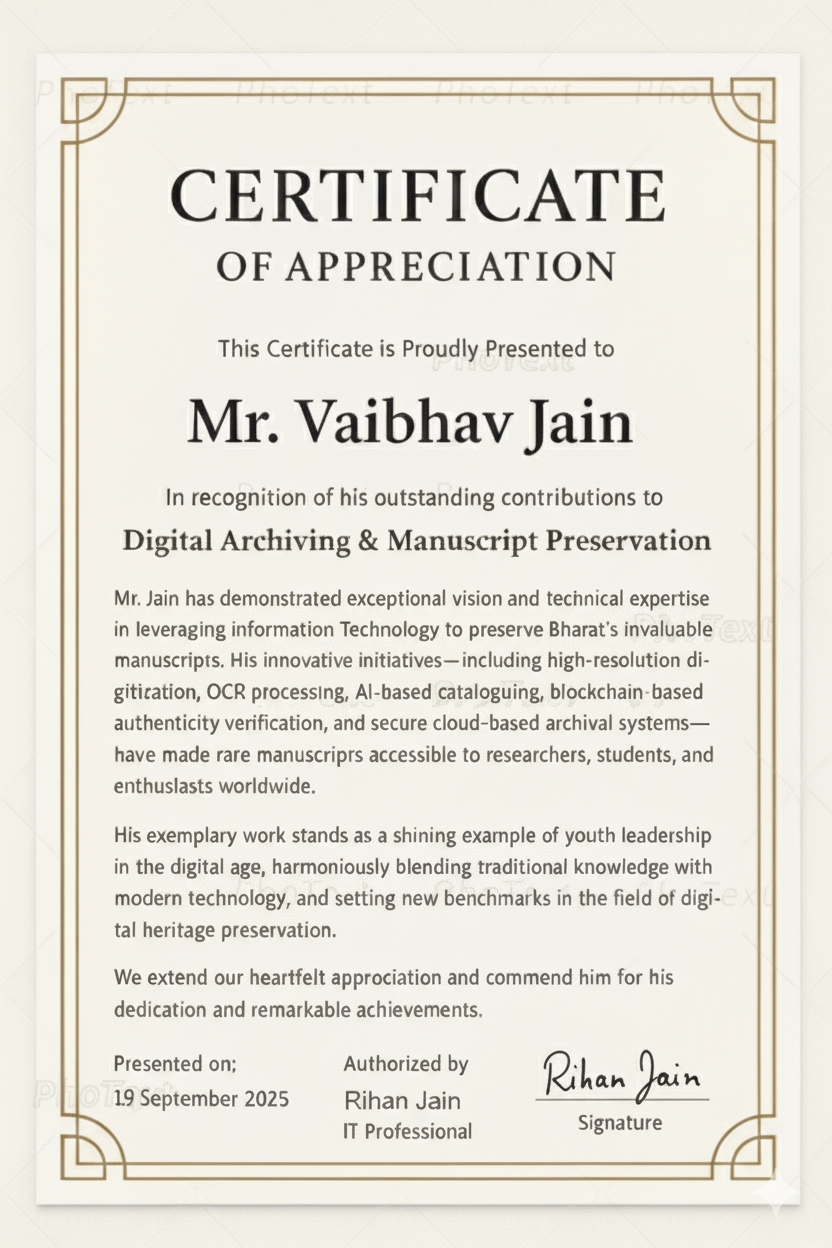 CERTIFICATE
OF APPRECIATION
This Certificate is Proudly Presented to
Mr. Vaibhav Jain
In recognition of his outstanding contributions to
Digital Archiving & Manuscript Preservation
Mr. Jain has demonstrated exceptional vision and technical expertise
in leveraging information Technology to preserve Bharat's invaluable
manuscripts. His innovative initiatives—including high-resolution di-
gitization, OCR processing, AI-based cataloguing, blockchain-based
authenticity verification, and secure cloud-based archival systems—
have made rare manuscriprs accessible to researchers, students, and
enthuslasts worldwide.
His exemplary work stands as a shining example of youth leadership
in the digital age, harmoniously blending traditional knowledge with
modern technology, and setting new benchmarks in the field of digi-
tal heritage preservation.
We extend our heartfelt approciation and commend him for his
dedication and remarkable achievements.
Presented on;
19 September 2025
Authorized by
Rihan Jain
IT Professional
Rihan Jain
Signature
PhoText
PhoText
PhoText
PhoText
PhoText
PhoText
PhoText